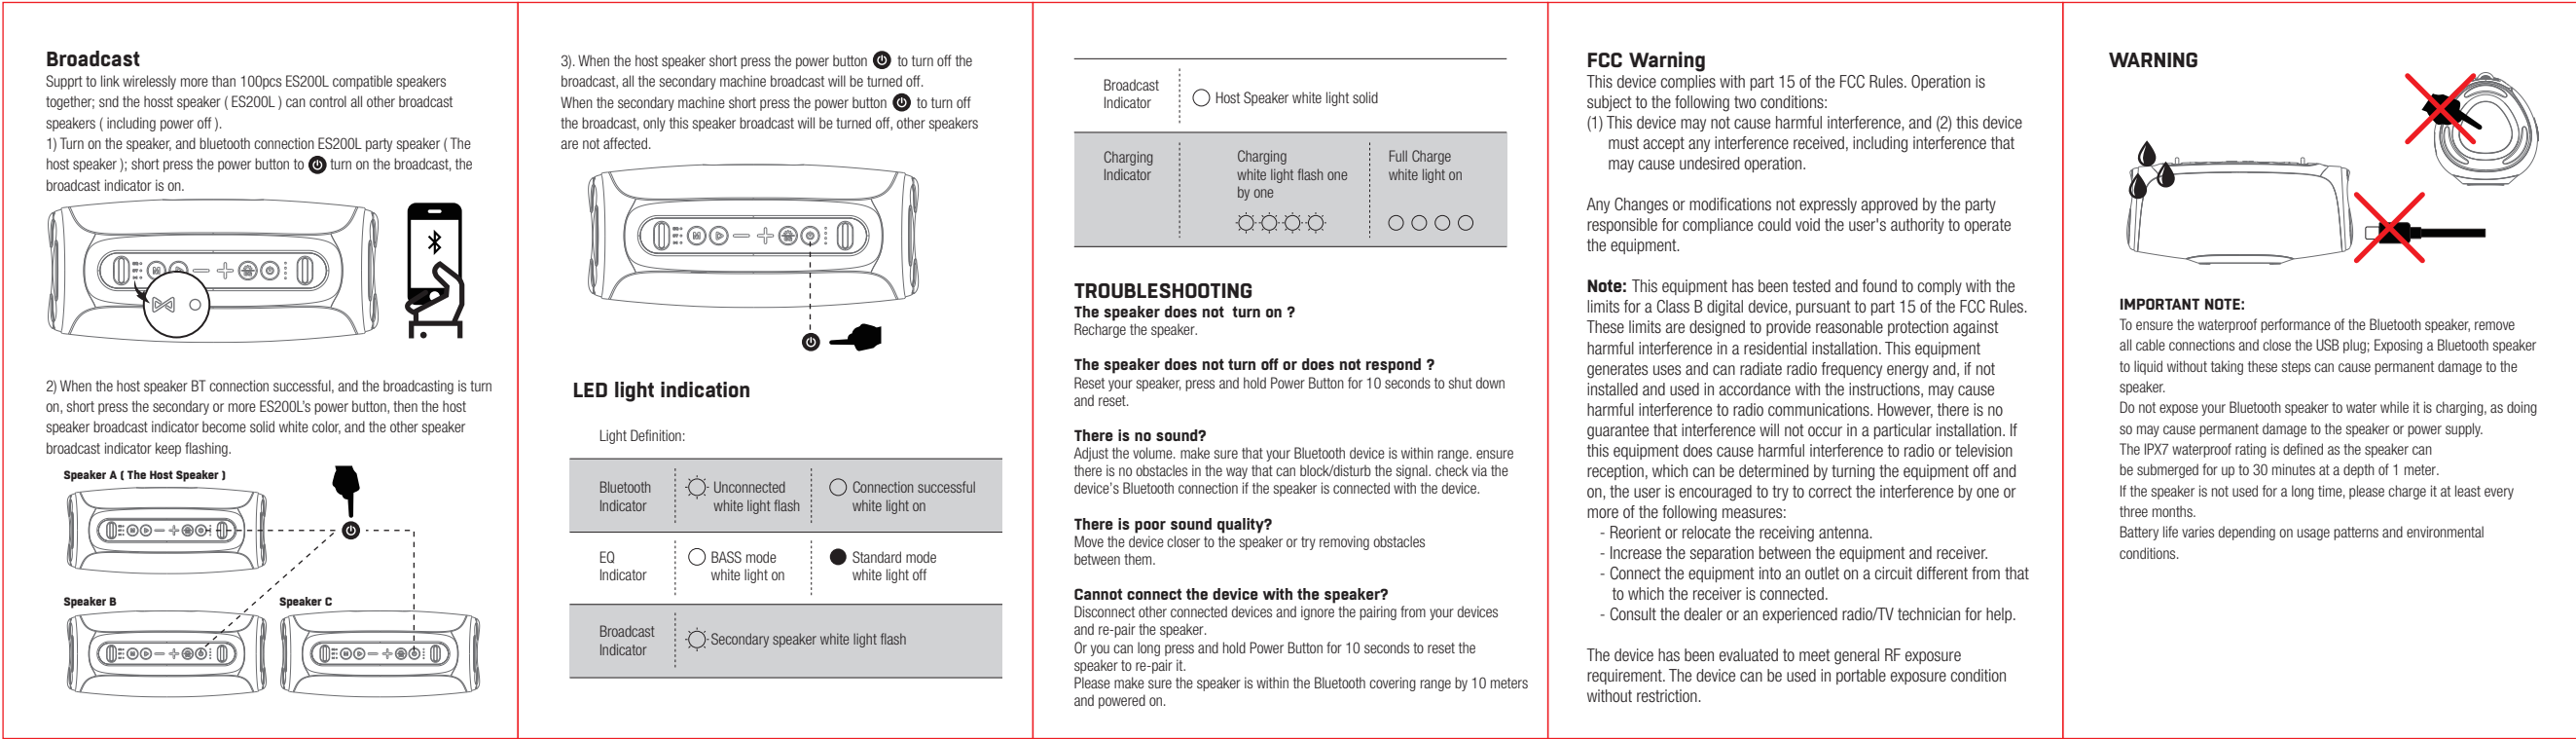 Broadcast
Supprt to link wirelessly more than 100pcs ES200L compatible speakers
together; snd the hosst speaker ( ES200L ) can control all other broadcast
speakers ( including power off ).
1) Turn on the speaker, and bluetooth connection ES200L party speaker ( The
host speaker ); short press the power button to turn on the broadcast, the
broadcast indicator is on.
2) When the host speaker BT connection successful, and the broadcasting is turn
on, short press the secondary or more ES200L's power button, then the host
speaker broadcast indicator become solid white color, and the other speaker
broadcast indicator keep flashing.
Speaker A ( The Host Speaker )
Speaker B
Speaker C
3). When the host speaker short press the power button to turn off the
broadcast, all the secondary machine broadcast will be turned off.
When the secondary machine short press the power button to turn off
the broadcast, only this speaker broadcast will be turned off, other speakers
are not affected.
LED light indication
Light Definition:
Bluetooth
Indicator
Unconnected
white light flash
Connection successful
white light on
EQ
Indicator
BASS mode
white light on
Standard mode
white light off
Broadcast
Indicator
Secondary speaker white light flash
Broadcast
Indicator
Host Speaker white light solid
Charging
Indicator
Charging
white light flash one
by one
Full Charge
white light on
TROUBLESHOOTING
The speaker does not turn on ?
Recharge the speaker.
The speaker does not turn off or does not respond ?
Reset your speaker, press and hold Power Button for 10 seconds to shut down
and reset.
There is no sound?
Adjust the volume. make sure that your Bluetooth device is within range. ensure
there is no obstacles in the way that can block/disturb the signal. check via the
device's Bluetooth connection if the speaker is connected with the device.
There is poor sound quality?
Move the device closer to the speaker or try removing obstacles
between them.
Cannot connect the device with the speaker?
Disconnect other connected devices and ignore the pairing from your devices
and re-pair the speaker.
Or you can long press and hold Power Button for 10 seconds to reset the
speaker to re-pair it.
Please make sure the speaker is within the Bluetooth covering range by 10 meters
and powered on.
FCC Warning
This device complies with part 15 of the FCC Rules. Operation is
subject to the following two conditions:
(1) This device may not cause harmful interference, and (2) this device
must accept any interference received, including interference that
may cause undesired operation.
Any Changes or modifications not expressly approved by the party
responsible for compliance could void the user's authority to operate
the equipment.
Note: This equipment has been tested and found to comply with the
limits for a Class B digital device, pursuant to part 15 of the FCC Rules.
These limits are designed to provide reasonable protection against
harmful interference in a residential installation. This equipment
generates uses and can radiate radio frequency energy and, if not
installed and used in accordance with the instructions, may cause
harmful interference to radio communications. However, there is no
guarantee that interference will not occur in a particular installation. If
this equipment does cause harmful interference to radio or television
reception, which can be determined by turning the equipment off and
on, the user is encouraged to try to correct the interference by one or
more of the following measures:
- Reorient or relocate the receiving antenna.
- Increase the separation between the equipment and receiver.
- Connect the equipment into an outlet on a circuit different from that
to which the receiver is connected.
- Consult the dealer or an experienced radio/TV technician for help.
The device has been evaluated to meet general RF exposure
requirement. The device can be used in portable exposure condition
without restriction.
WARNING
IMPORTANT NOTE:
To ensure the waterproof performance of the Bluetooth speaker, remove
all cable connections and close the USB plug; Exposing a Bluetooth speaker
to liquid without taking these steps can cause permanent damage to the
speaker.
Do not expose your Bluetooth speaker to water while it is charging, as doing
so may cause permanent damage to the speaker or power supply.
The IPX7 waterproof rating is defined as the speaker can
be submerged for up to 30 minutes at a depth of 1 meter.
If the speaker is not used for a long time, please charge it at least every
three months.
Battery life varies depending on usage patterns and environmental
conditions.